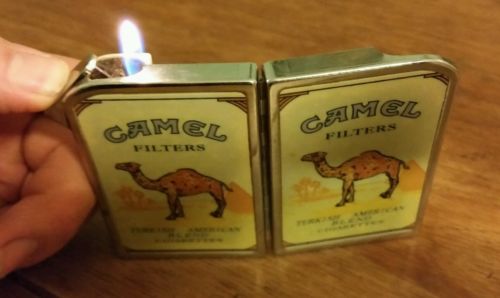 CAMEL
FILTERS
TURKISH AMERICAN
BLEND
CIGARETTES
CAMEL
FILTERS
TURKISH AMERICAN
BLEND
CIGARETTES